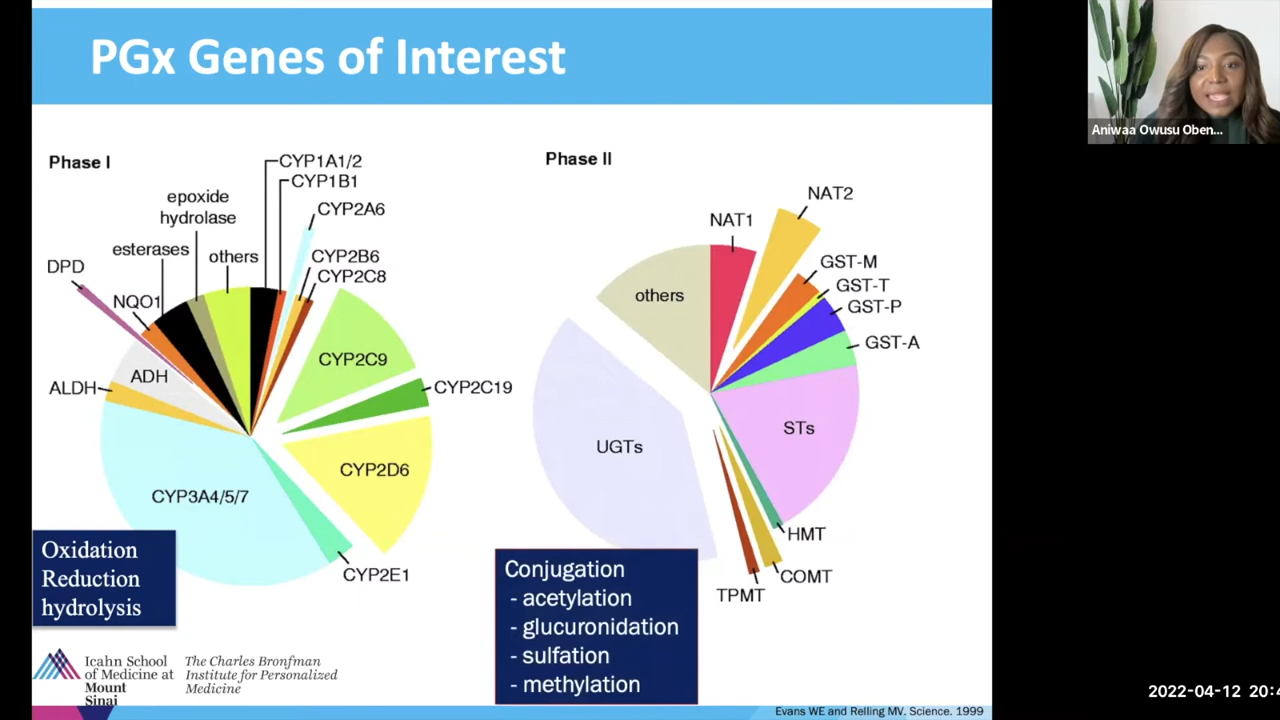 PGx Genes of Interest
Aniwaa Owusu Oben...
Phase I
CYP1A1/2
CYP1B1
epoxide
hydrolase
CYP2A6
esterases
others
CYP2B6
DPD
CYP2C8
NQO1
CYP2C9
ADH
ALDH
CYP2C19
CYP2D6
CYP3A4/5/7
CYP2E1
Oxidation
Reduction
hydrolysis
Phase II
NAT2
NAT1
GST-M
GST-T
others
GST-P
GST-A
STs
UGTs
HMT
COMT
TPMT
Conjugation
- acetylation
- glucuronidation
- sulfation
- methylation
Icahn School
of Medicine at
Mount
Sinai
The Charles Bronfman
Institute for Personalized
Medicine
Evans WE and Relling MV. Science. 1999
2022-04-12 20:4